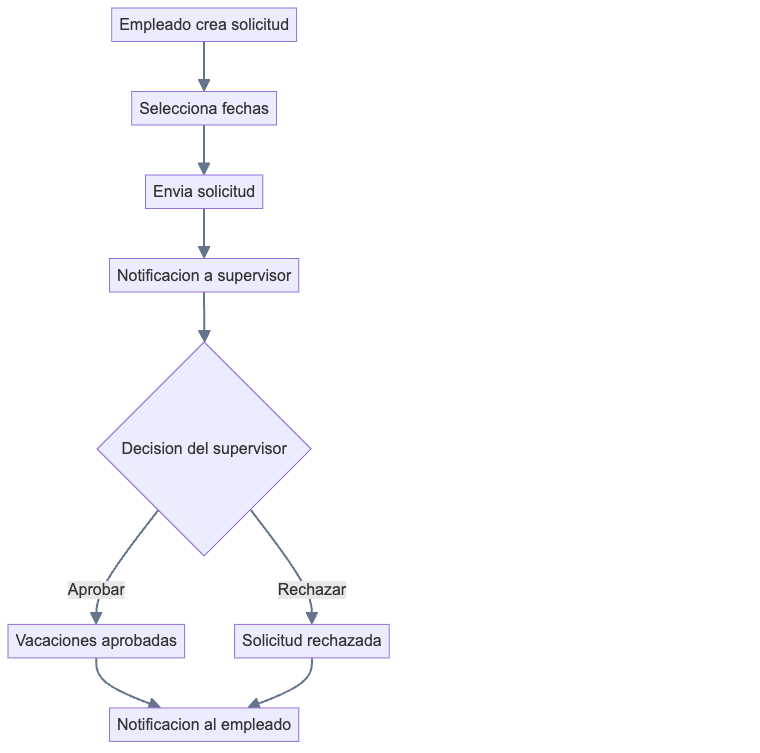 Empleado crea solicitud
Selecciona fechas
Envia solicitud
Notificacion a supervisor
Decision del supervisor
Aprobar
Rechazar
Vacaciones aprobadas
Solicitud rechazada
Notificacion al empleado